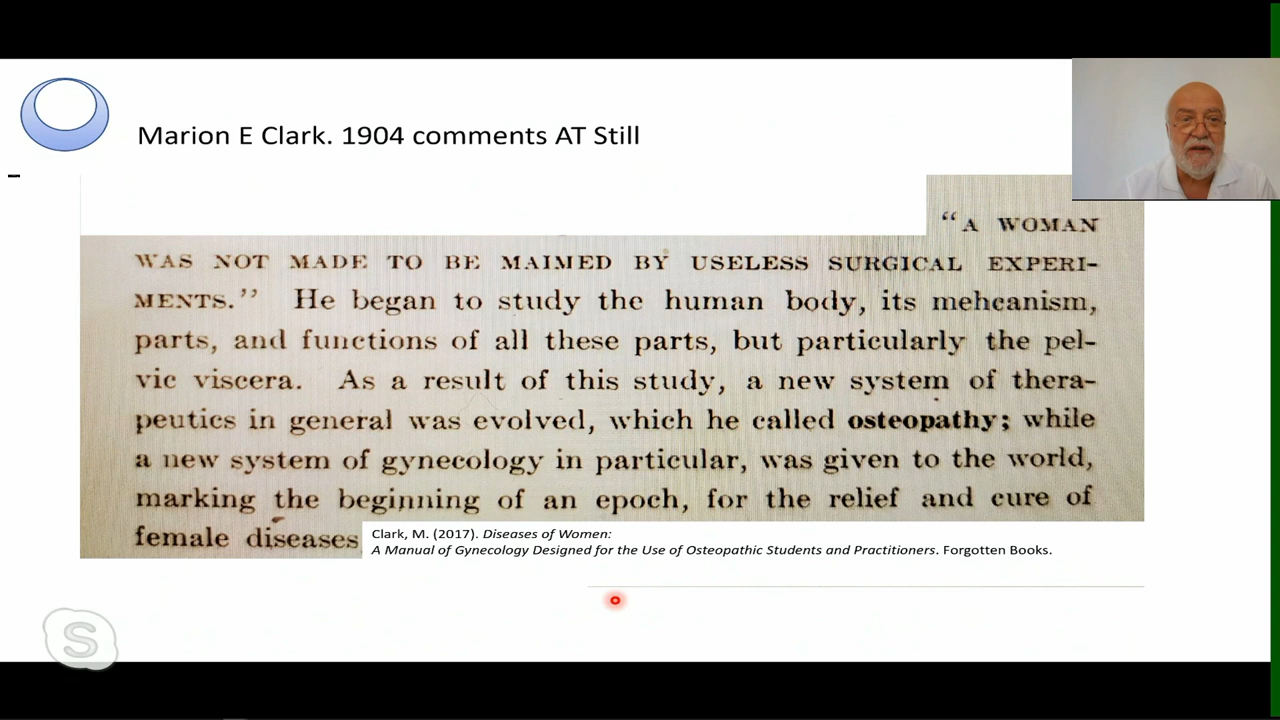 Marion E Clark. 1904 comments AT Still
“A WOMAN
WAS NOT MADE TO BE MAIMED BY USELESS SURGICAL EXPERI-
MENTS.” He began to study the human body, its mehcanism,
parts, and functions of all these parts, but particularly the pel-
vic viscera. As a result of this study, a new system of thera-
peutics in general was evolved, which he called osteopathy; while
a new system of gynecology in particular, was given to the world,
marking the beginning of an epoch, for the relief and cure of
female diseases
Clark, M. (2017). Diseases of Women:
A Manual of Gynecology Designed for the Use of Osteopathic Students and Practitioners. Forgotten Books.
S